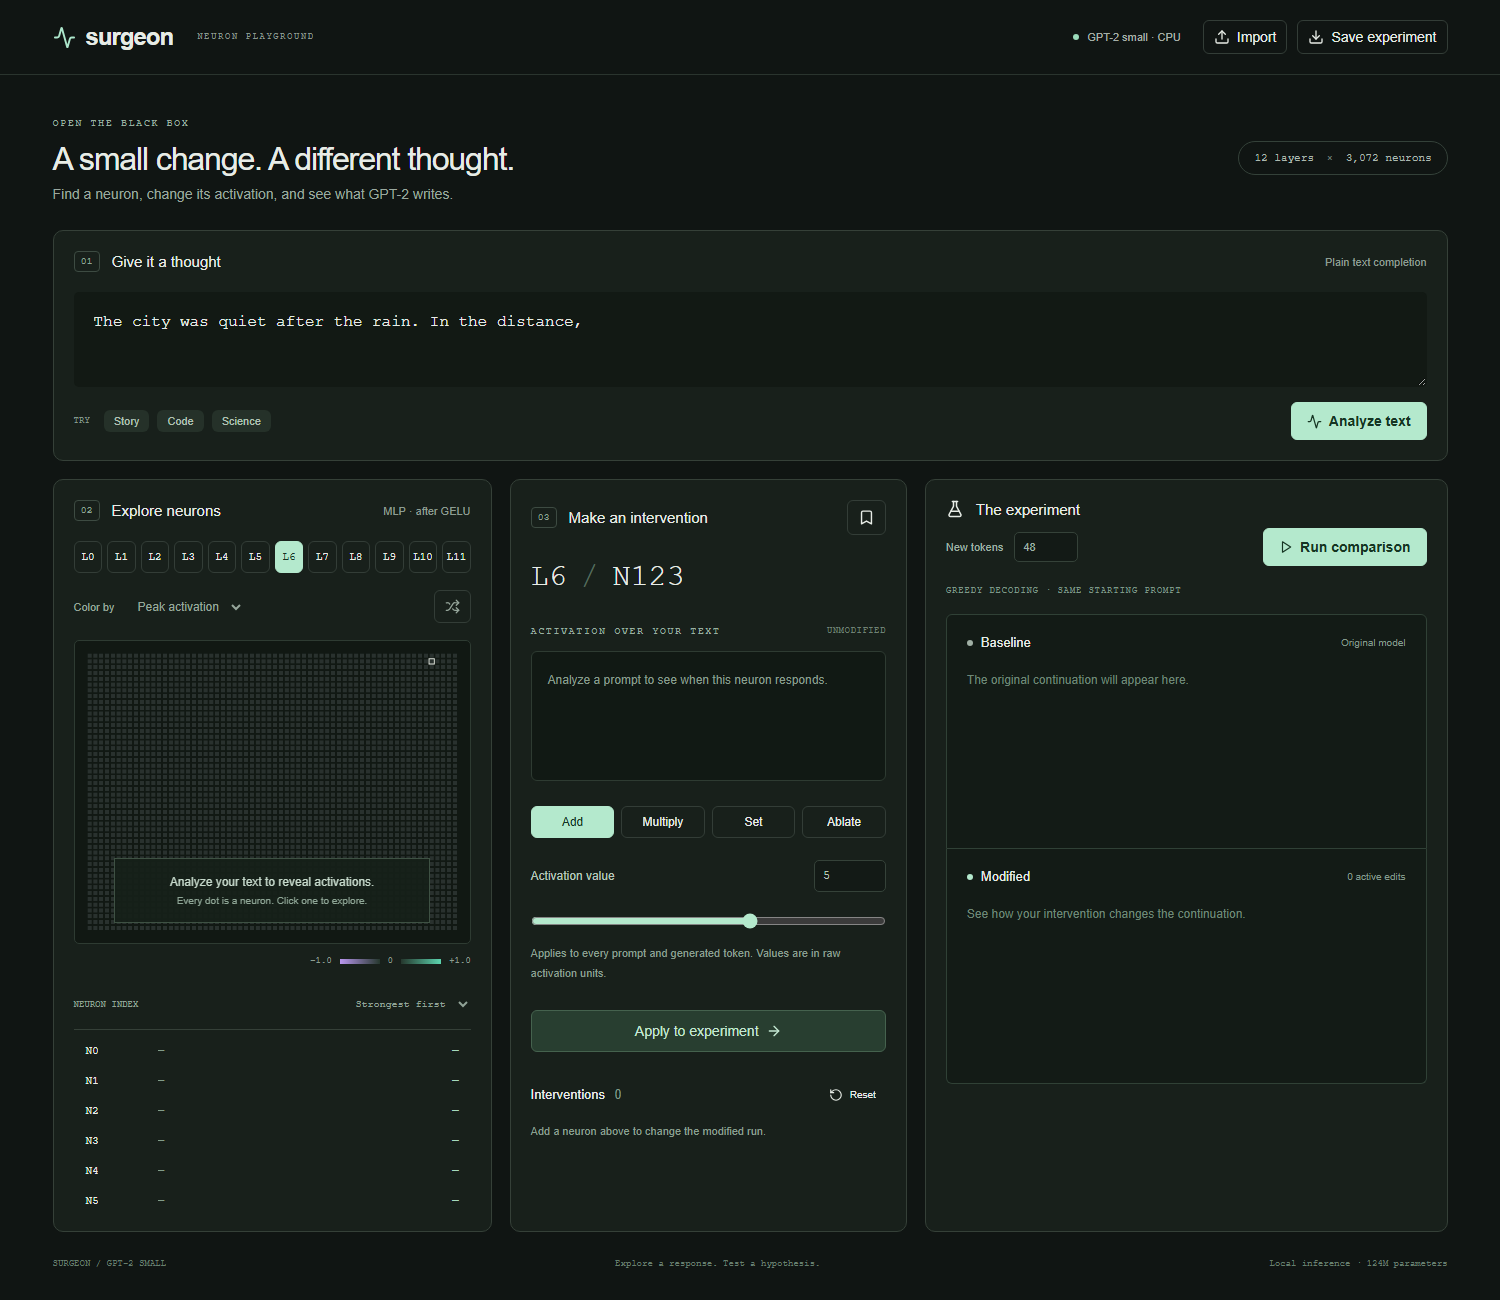 surgeon
NEURON PLAYGROUND
GPT-2 small · CPU
Import
Save experiment
OPEN THE BLACK BOX
A small change. A different thought.
Find a neuron, change its activation, and see what GPT-2 writes.
12 layers × 3,072 neurons
01 Give it a thought
Plain text completion
The city was quiet after the rain. In the distance,
TRY Story Code Science
Analyze text
02 Explore neurons
MLP · after GELU
L0 L1 L2 L3 L4 L5 L6 L7 L8 L9 L10 L11
Color by Peak activation
Analyze your text to reveal activations.
Every dot is a neuron. Click one to explore.
−1.0 0 +1.0
NEURON INDEX Strongest first
N0 — —
N1 — —
N2 — —
N3 — —
N4 — —
N5 — —
03 Make an intervention
L6 / N123
ACTIVATION OVER YOUR TEXT UNMODIFIED
Analyze a prompt to see when this neuron responds.
Add Multiply Set Ablate
Activation value 5
Applies to every prompt and generated token. Values are in raw
activation units.
Apply to experiment →
Interventions 0 Reset
Add a neuron above to change the modified run.
The experiment
New tokens 48
Run comparison
GREEDY DECODING · SAME STARTING PROMPT
Baseline Original model
The original continuation will appear here.
Modified 0 active edits
See how your intervention changes the continuation.
SURGEON / GPT-2 SMALL
Explore a response. Test a hypothesis.
Local inference · 124M parameters